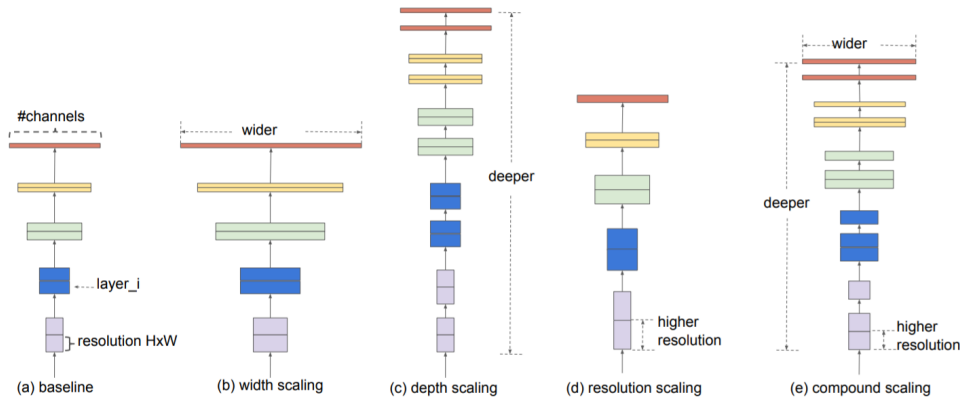 #channels
layer_i
resolution HxW
(a) baseline
wider
(b) width scaling
deeper
(c) depth scaling
higher
resolution
(d) resolution scaling
wider
deeper
higher
resolution
(e) compound scaling